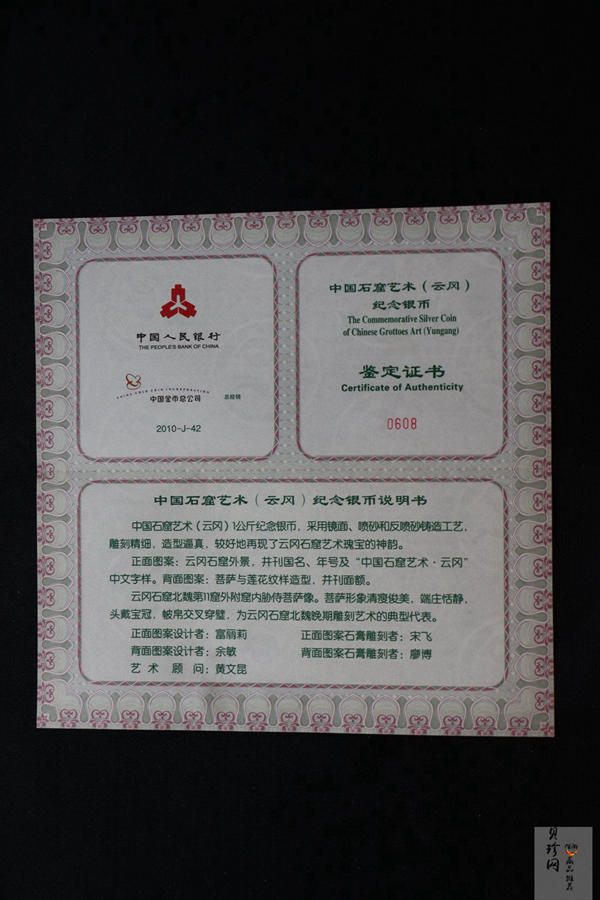 中国人民银行
THE PEOPLE'S BANK OF CHINA
CHINA GOLD COIN INCORPORATION
中国金币总公司 总经销
2010-J-42
中国石窟艺术（云冈）
纪念银币
The Commemorative Silver Coin
of Chinese Grottoes Art (Yungang)
鉴定证书
Certificate of Authenticity
0608
中国石窟艺术（云冈）纪念银币说明书
中国石窟艺术（云冈）1公斤纪念银币，采用镜面、喷砂和反喷砂铸造工艺，
雕刻精细，造型逼真，较好地再现了云冈石窟艺术瑰宝的神韵。
正面图案：云冈石窟外景，并刊国名、年号及“中国石窟艺术·云冈”
中文字样。背面图案：菩萨与莲花纹样造型，并刊面额。
云冈石窟北魏第11窟外附窟内胁侍菩萨像。菩萨形象清瘦俊美，端庄恬静，
头戴宝冠，帔帛交叉穿璧，为云冈石窟北魏晚期雕刻艺术的典型代表。
正面图案设计者：富丽莉 正面图案石膏雕刻者：宋飞
背面图案设计者：余敏 背面图案石膏雕刻者：廖博
艺术顾问：黄文昆
贝珍网
藏品推荐